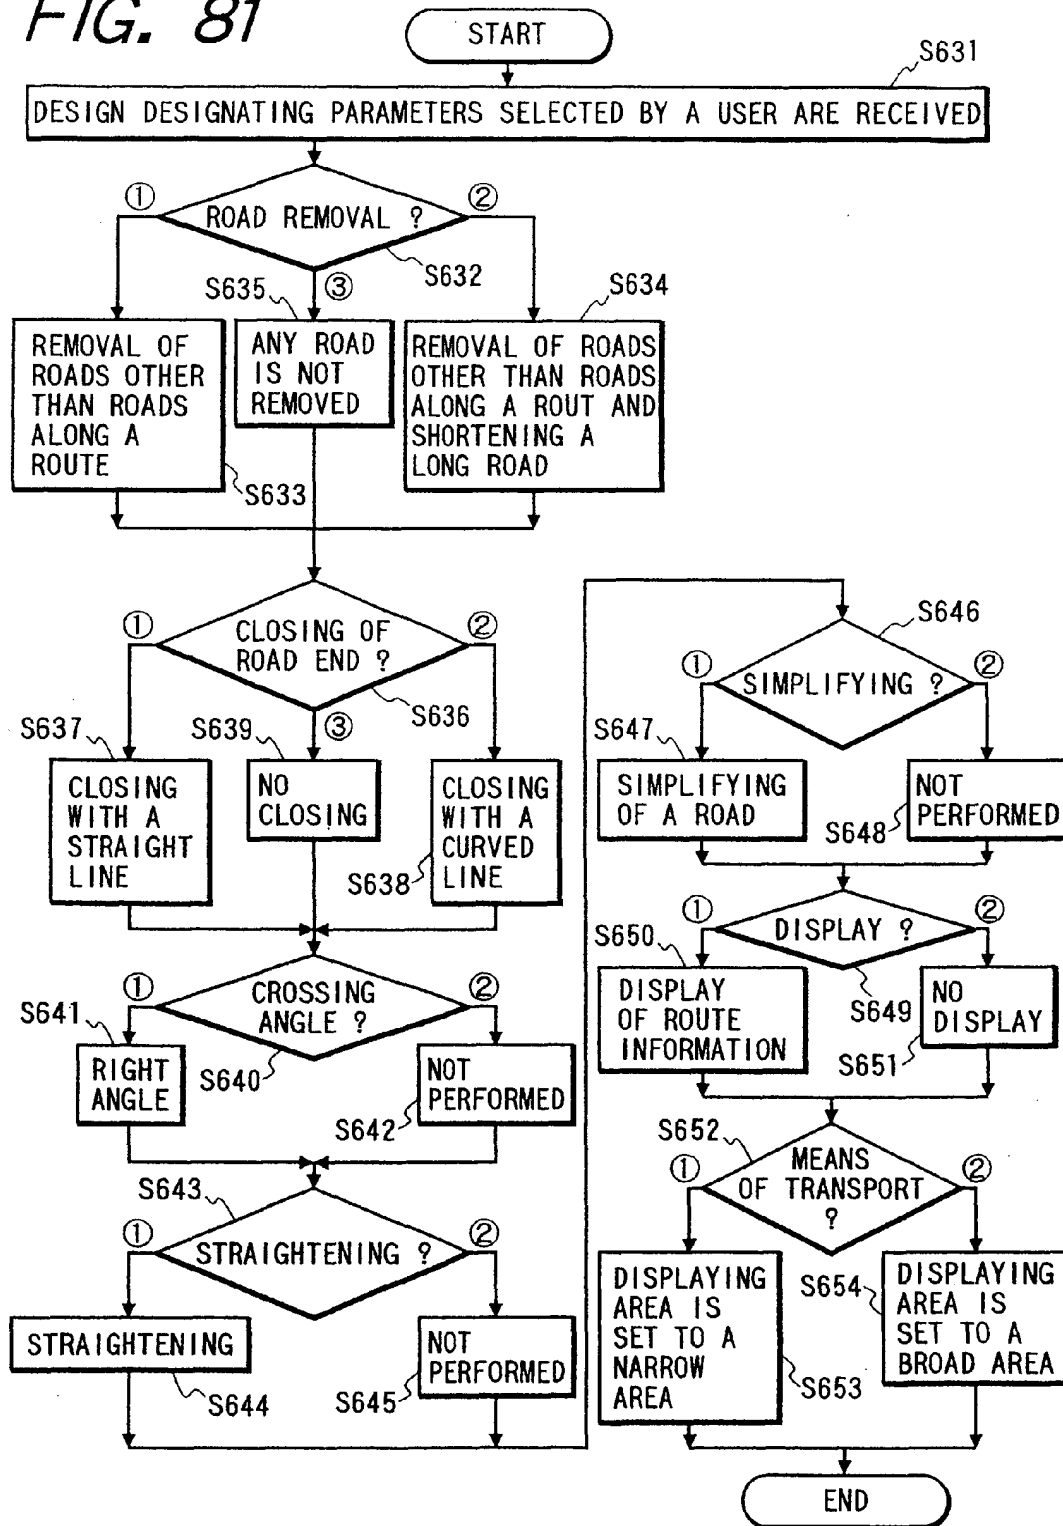 FIG. 81
START
S631
DESIGN DESIGNATING PARAMETERS SELECTED BY A USER ARE RECEIVED
①
ROAD REMOVAL ?
②
S632
③
S635
S634
REMOVAL OF
ROADS OTHER
THAN ROADS
ALONG A
ROUTE
S633
ANY ROAD
IS NOT
REMOVED
REMOVAL OF ROADS
OTHER THAN ROADS
ALONG A ROUT AND
SHORTENING A
LONG ROAD
①
CLOSING OF
ROAD END ?
②
S636
③
S637
S639
CLOSING
WITH A
STRAIGHT
LINE
NO
CLOSING
CLOSING
WITH A
CURVED
LINE
S638
①
CROSSING
ANGLE ?
②
S640
S641
RIGHT
ANGLE
NOT
PERFORMED
S642
S643
①
STRAIGHTENING ?
②
STRAIGHTENING
S644
NOT
PERFORMED
S645
S646
①
SIMPLIFYING ?
②
S647
SIMPLIFYING
OF A ROAD
NOT
PERFORMED
S648
①
DISPLAY ?
②
S649
S650
DISPLAY
OF ROUTE
INFORMATION
NO
DISPLAY
S651
S652
①
MEANS
OF TRANSPORT
?
②
DISPLAYING
AREA IS
SET TO A
NARROW
AREA
S653
S654
DISPLAYING
AREA IS
SET TO A
BROAD AREA
END